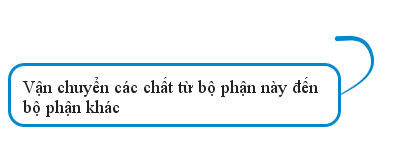 Vận chuyển các chất từ bộ phận này đến
bộ phận khác